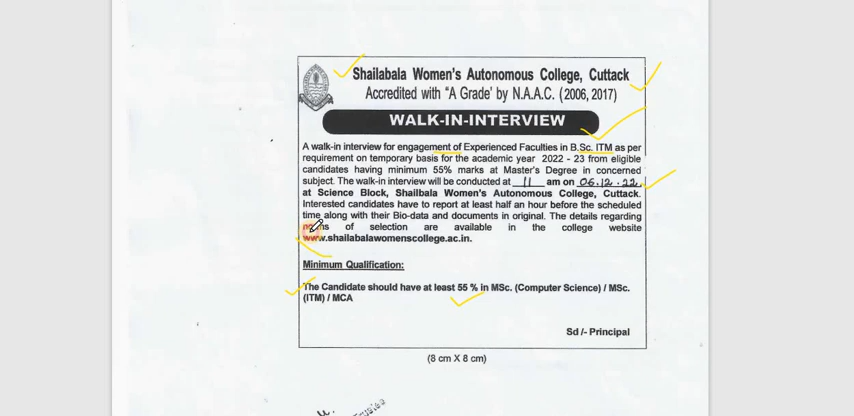 Shailabala Women's Autonomous College, Cuttack
Accredited with "A Grade' by N.A.A.C. (2006, 2017)
WALK-IN-INTERVIEW
A walk-in interview for engagement of Experienced Faculties in B.Sc. ITM as per
requirement on temporary basis for the academic year 2022 - 23 from eligible
candidates having minimum 55% marks at Master's Degree in concerned
subject. The walk-in interview will be conducted at 11 am on 06.12.22.
at Science Block, Shailbala Women's Autonomous College, Cuttack.
Interested candidates have to report at least half an hour before the scheduled
time along with their Bio-data and documents in original. The details regarding
of selection are available in the college website
www.shailabalawomenscollege.ac.in.
Minimum Qualification:
The Candidate should have at least 55 % in MSc. (Computer Science) / MSc.
(ITM) / MCA
Sd /- Principal
(8 cm X 8 cm)